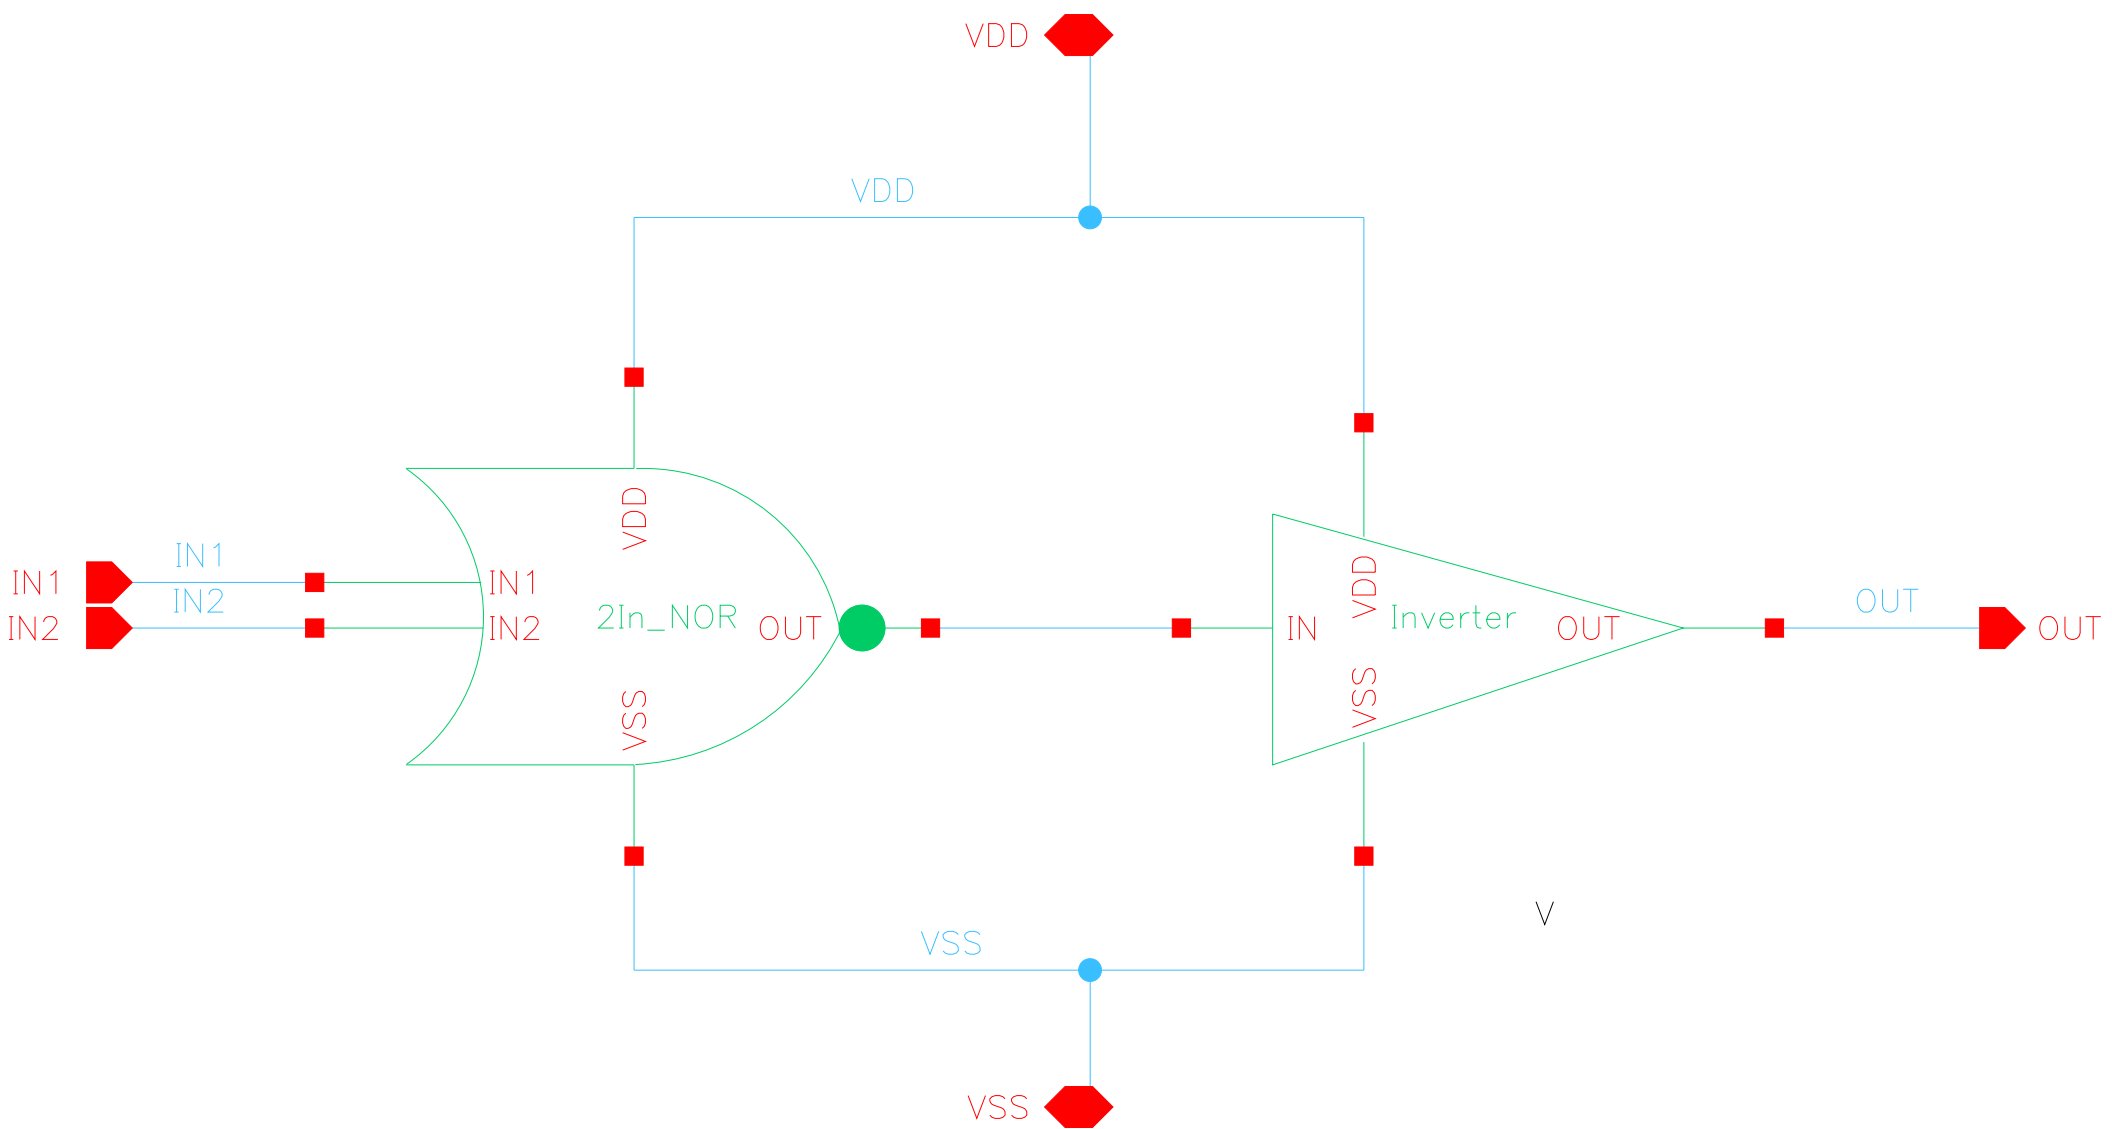 VDD
VDD
VDD
VDD
IN1
IN1
IN1
IN2
IN2
IN2
2In_NOR
OUT
IN
Inverter
OUT
OUT
OUT
VSS
VSS
V
VSS
VSS